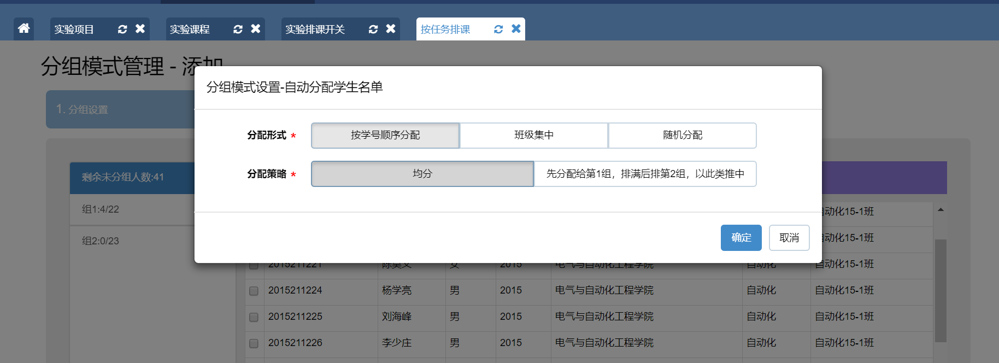 实验项目 实验课程 实验排课开关 按任务排课
分组模式管理 - 添加
分组模式设置-自动分配学生名单
1. 分组设置
分配形式 * 按学号顺序分配 班级集中 随机分配
分配策略 * 均分 先分配给第1组，排满后排第2组，以此类推中
确定 取消
剩余未分组人数:41
组1:4/22
组2:0/23
自动化15-1班
自动化15-1班
2015211221 女 2015 电气与自动化工程学院 自动化 自动化15-1班
2015211224 杨学亮 男 2015 电气与自动化工程学院 自动化 自动化15-1班
2015211225 刘海峰 男 2015 电气与自动化工程学院 自动化 自动化15-1班
2015211226 李少庄 男 2015 电气与自动化工程学院 自动化 自动化15-1班